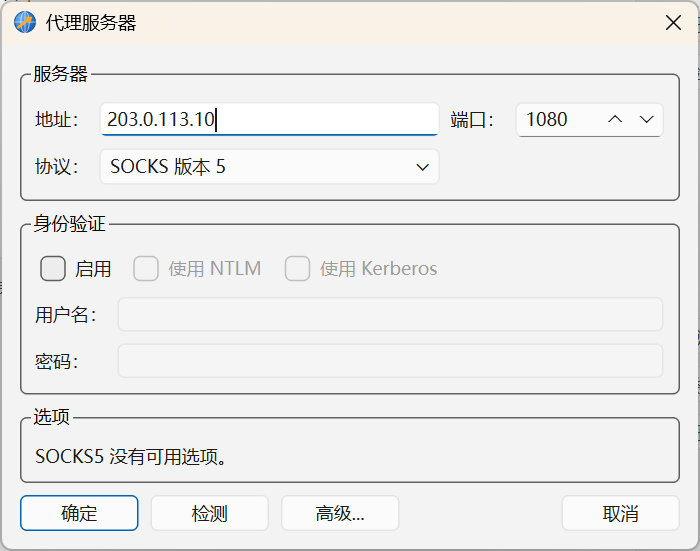 代理服务器
服务器
地址： 203.0.113.10 端口： 1080
协议： SOCKS 版本 5
身份验证
启用 使用 NTLM 使用 Kerberos
用户名：
密码：
选项
SOCKS5 没有可用选项。
确定 检测 高级... 取消